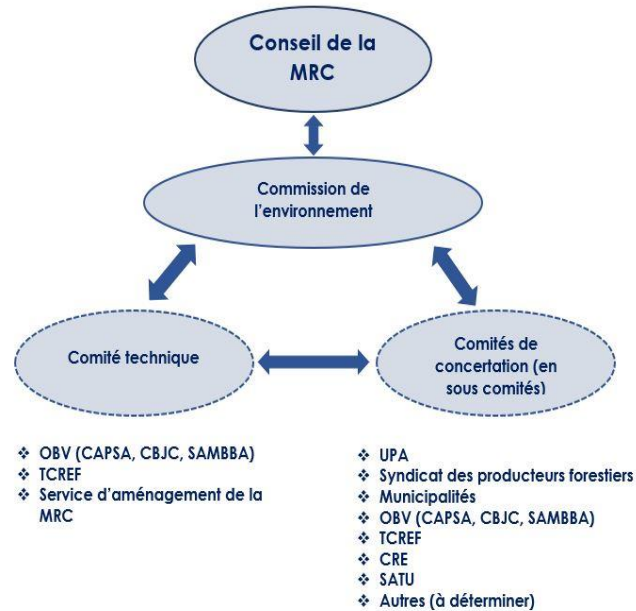 Conseil de la
MRC
Commission de
l'environnement
Comité technique
Comités de
concertation (en
sous comités)
❖ OBV (CAPSA, CBJC, SAMBBA)
❖ TCREF
❖ Service d'aménagement de la
MRC
❖ UPA
❖ Syndicat des producteurs forestiers
❖ Municipalités
❖ OBV (CAPSA, CBJC, SAMBBA)
❖ TCREF
❖ CRE
❖ SATU
❖ Autres (à déterminer)